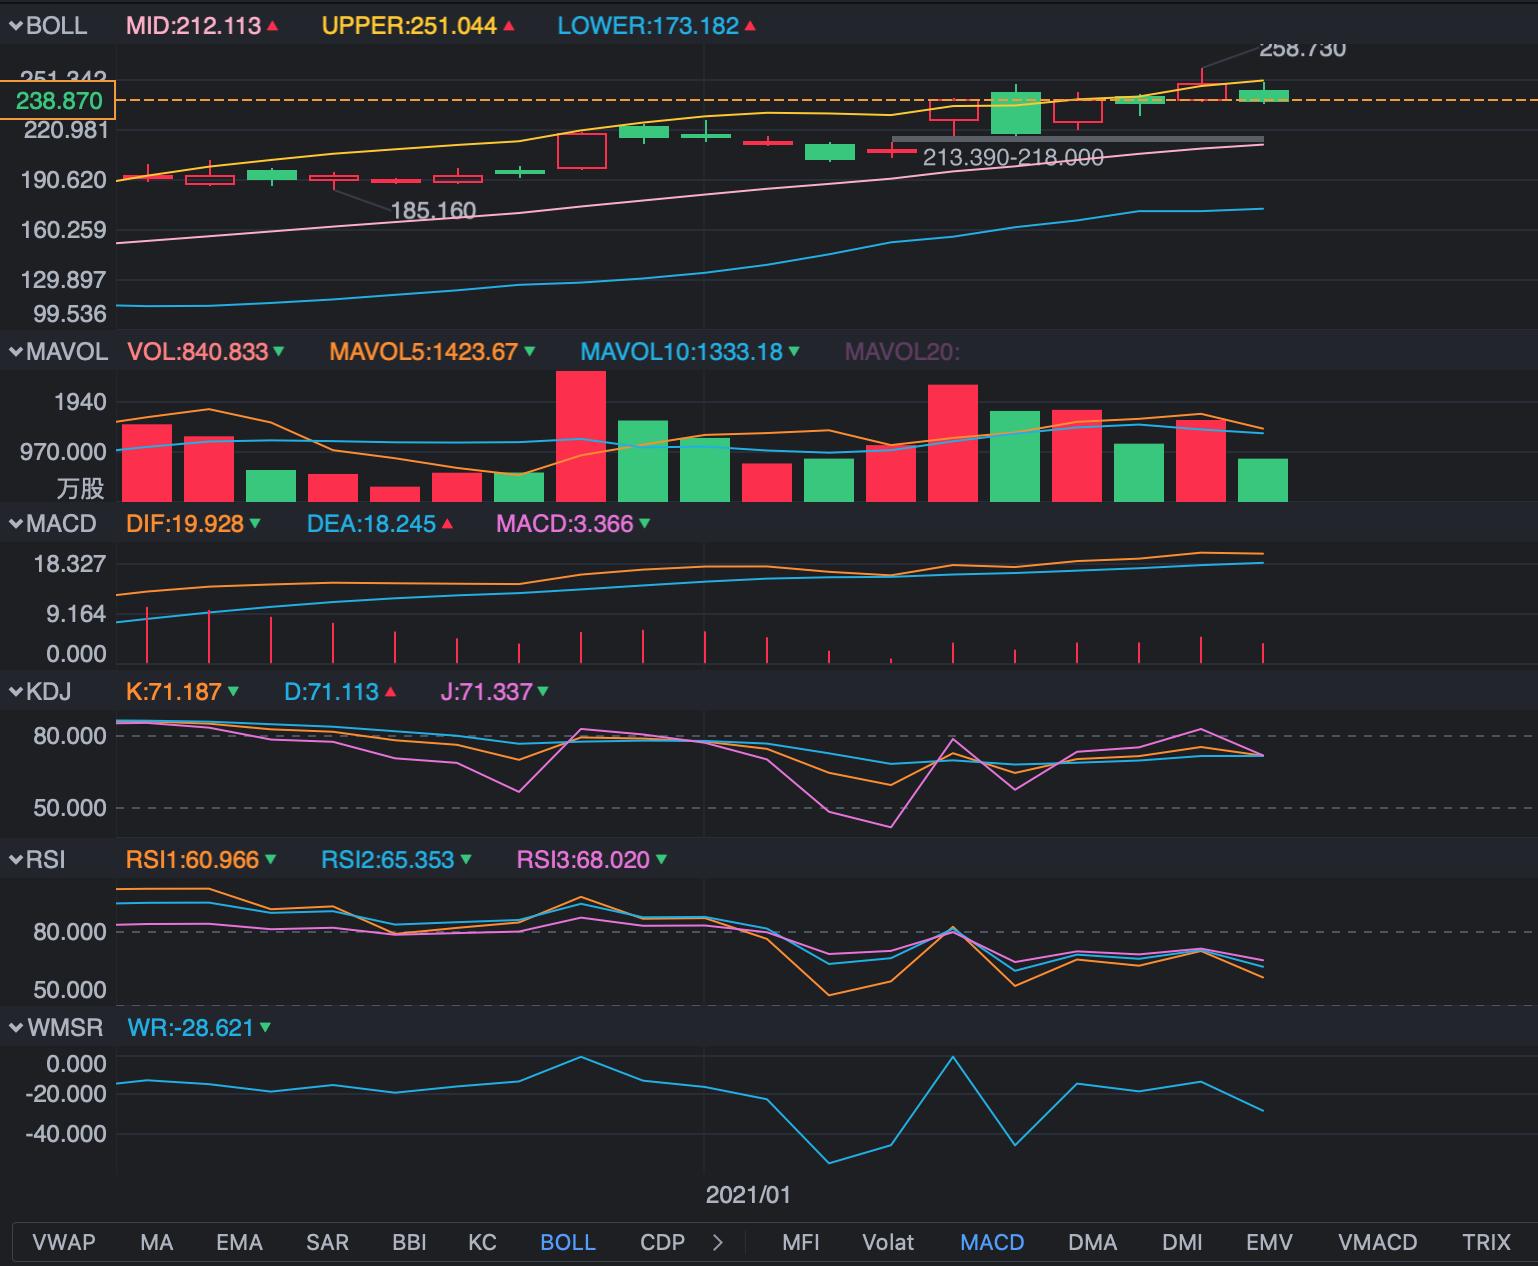 BOLL MID:212.113 UPPER:251.044 LOWER:173.182
258.730
251.342
238.870
220.981
213.390-218.000
190.620
185.160
160.259
129.897
99.536
MAVOL VOL:840.833 MAVOL5:1423.67 MAVOL10:1333.18 MAVOL20:
1940
970.000
万股
MACD DIF:19.928 DEA:18.245 MACD:3.366
18.327
9.164
0.000
KDJ K:71.187 D:71.113 J:71.337
80.000
50.000
RSI RSI1:60.966 RSI2:65.353 RSI3:68.020
80.000
50.000
WMSR WR:-28.621
0.000
-20.000
-40.000
2021/01
VWAP MA EMA SAR BBI KC BOLL CDP MFI Volat MACD DMA DMI EMV VMACD TRIX